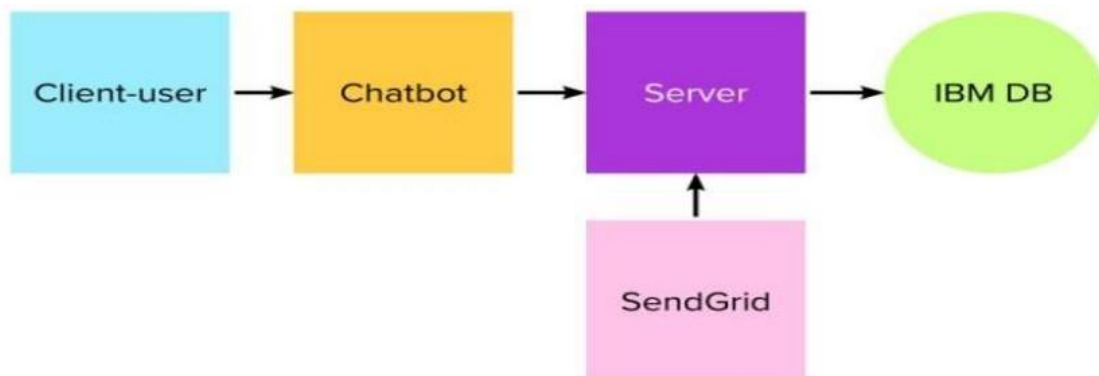 Client-user
Chatbot
Server
IBM DB
SendGrid